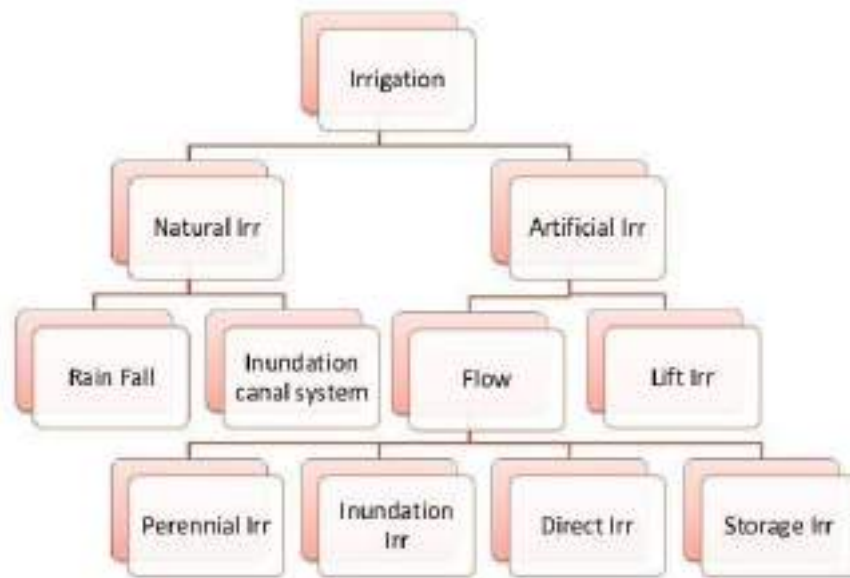 Irrigation
Natural Irr
Artificial Irr
Rain Fall
Inundation
canal system
Flow
Lift Irr
Perennial Irr
Inundation
Irr
Direct Irr
Storage Irr